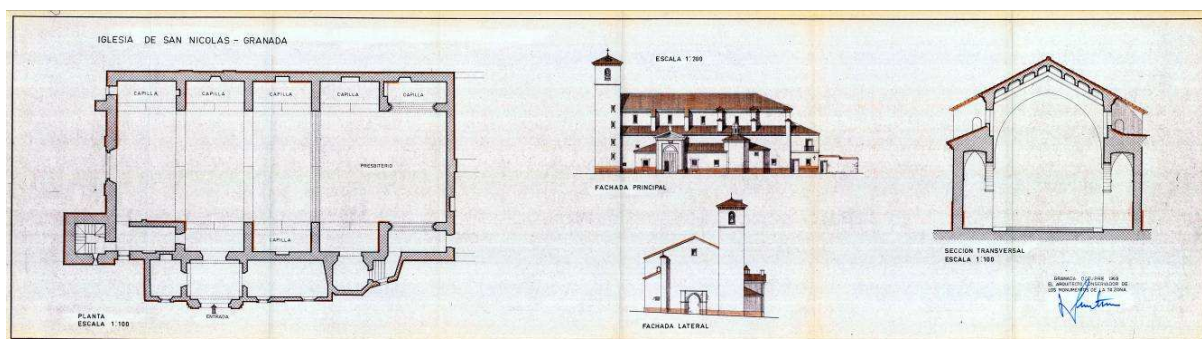 IGLESIA DE SAN NICOLAS - GRANADA
CAPILLA
CAPILLA
CAPILLA
CAPILLA
CAPILLA
PRESBITERIO
CAPILLA
ENTRADA
PLANTA
ESCALA 1:100
ESCALA 1:200
FACHADA PRINCIPAL
FACHADA LATERAL
SECCION TRANSVERSAL
ESCALA 1:100
GRANADA
EL ARQUITECTO CONSERVADOR DE
LOS MONUMENTOS DE LA ZONA